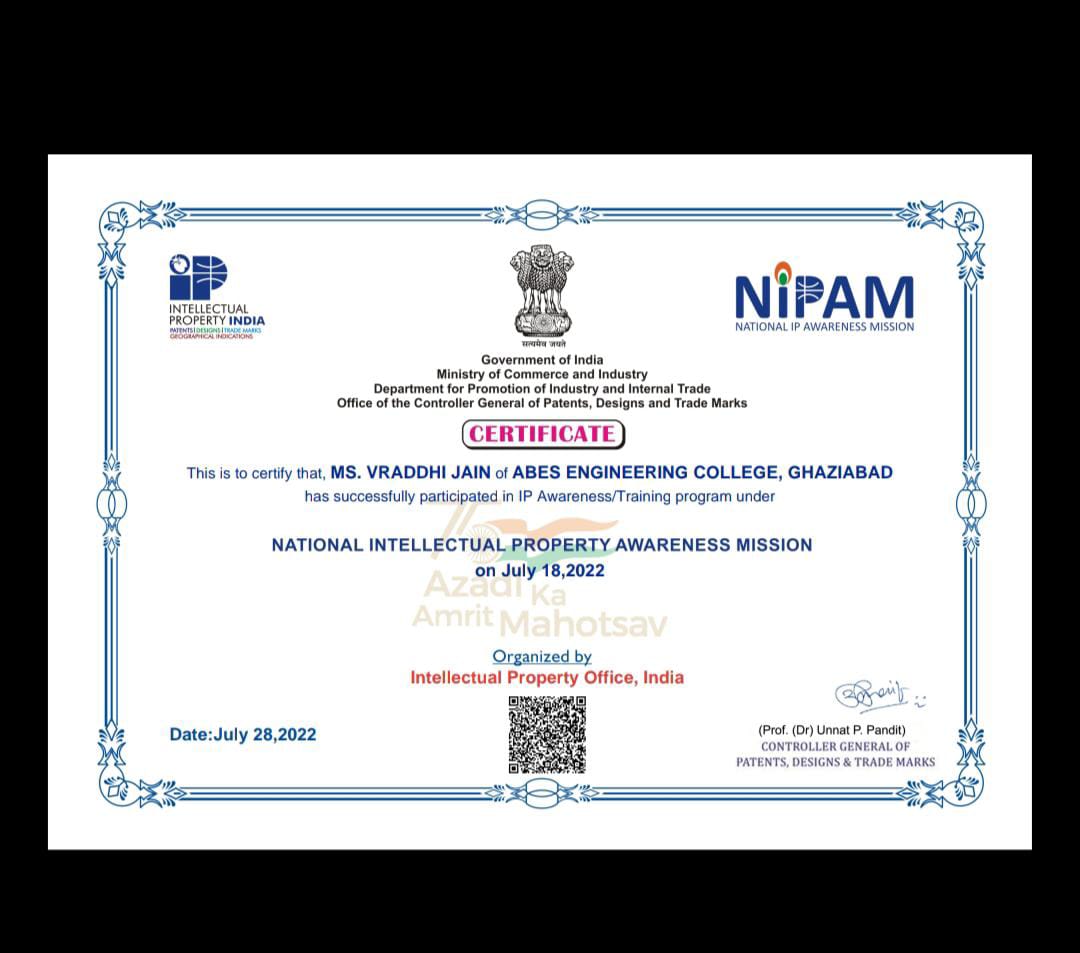 INTELLECTUAL
PROPERTY INDIA
PATENTS | DESIGNS | TRADE MARKS
GEOGRAPHICAL INDICATIONS
सत्यमेव जयते
NiPAM
NATIONAL IP AWARENESS MISSION
Government of India
Ministry of Commerce and Industry
Department for Promotion of Industry and Internal Trade
Office of the Controller General of Patents, Designs and Trade Marks
CERTIFICATE
This is to certify that, MS. VRADDHI JAIN of ABES ENGINEERING COLLEGE, GHAZIABAD
has successfully participated in IP Awareness/Training program under
NATIONAL INTELLECTUAL PROPERTY AWARENESS MISSION
on July 18,2022
75
Azadi Ka
Amrit Mahotsav
Organized by
Intellectual Property Office, India
Date:July 28,2022
(Prof. (Dr) Unnat P. Pandit)
CONTROLLER GENERAL OF
PATENTS, DESIGNS & TRADE MARKS